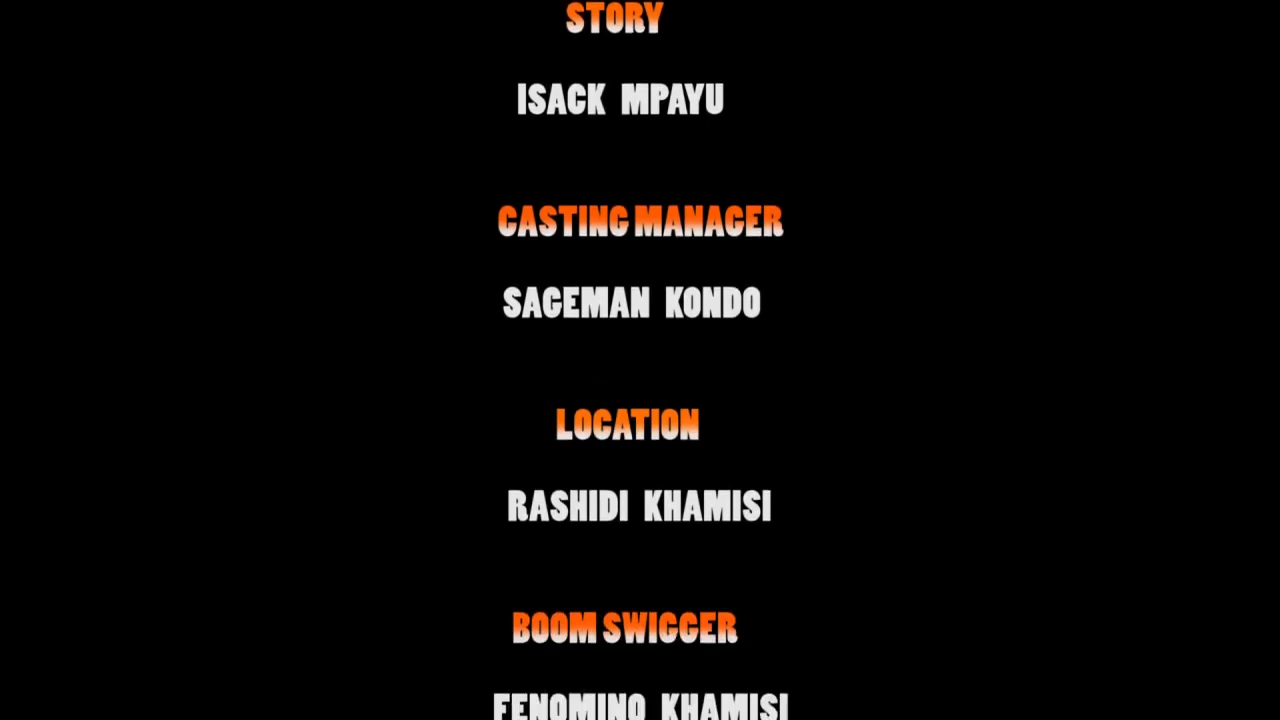 STORY
ISACK MPAYU
CASTING MANAGER
SAGEMAN KONDO
LOCATION
RASHIDI KHAMISI
BOOM SWIGGER
FENOMINO KHAMISI